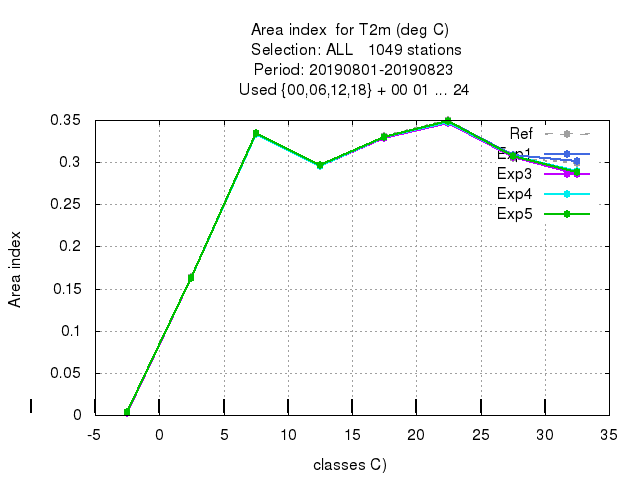 Area index  for T2m (deg C)
Selection: ALL   1049 stations
Period: 20190801-20190823
Used {00,06,12,18} + 00 01 ... 24
0.35
0.3
0.25
0.2
0.15
0.1
0.05
0
Area index
Ref
Exp1
Exp3
Exp4
Exp5
-5
0
5
10
15
20
25
30
35
classes C)